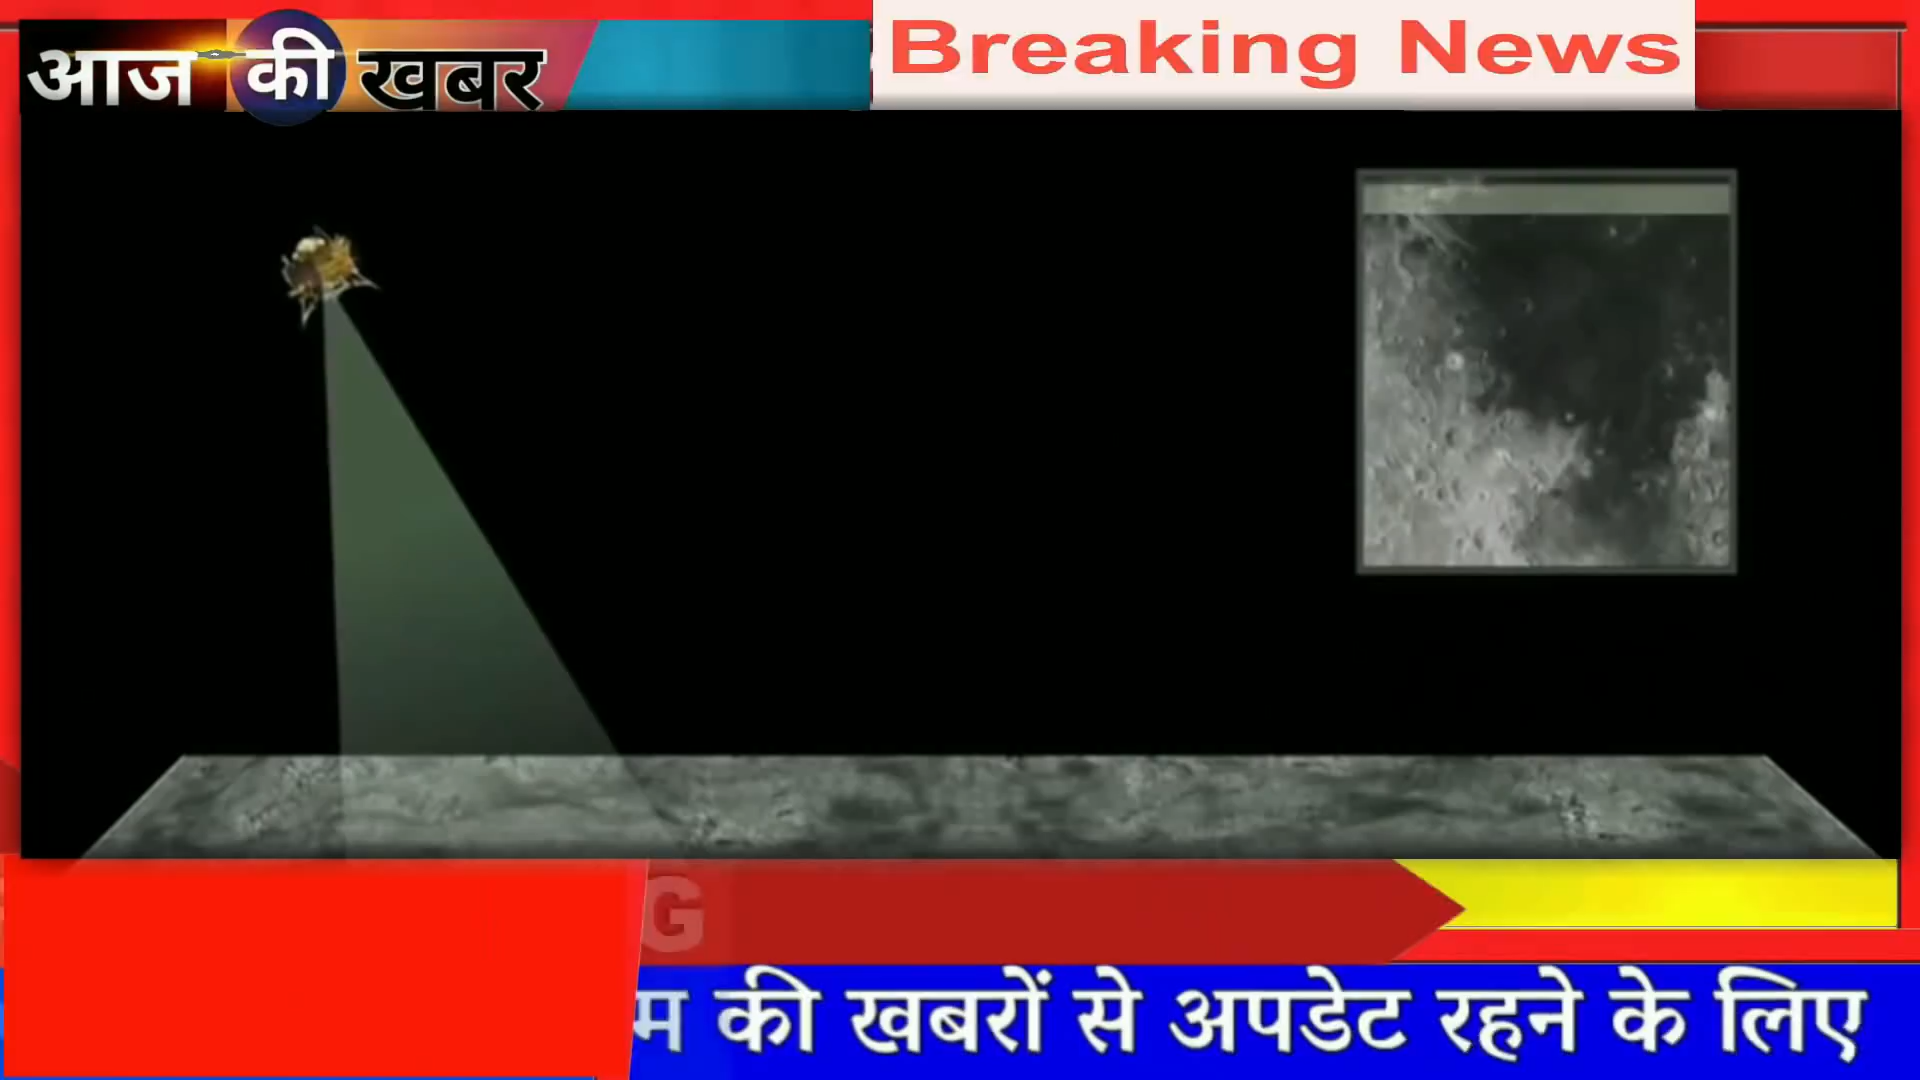 आज की खबर
Breaking News
G
की खबरों से अपडेट रहने के लिए